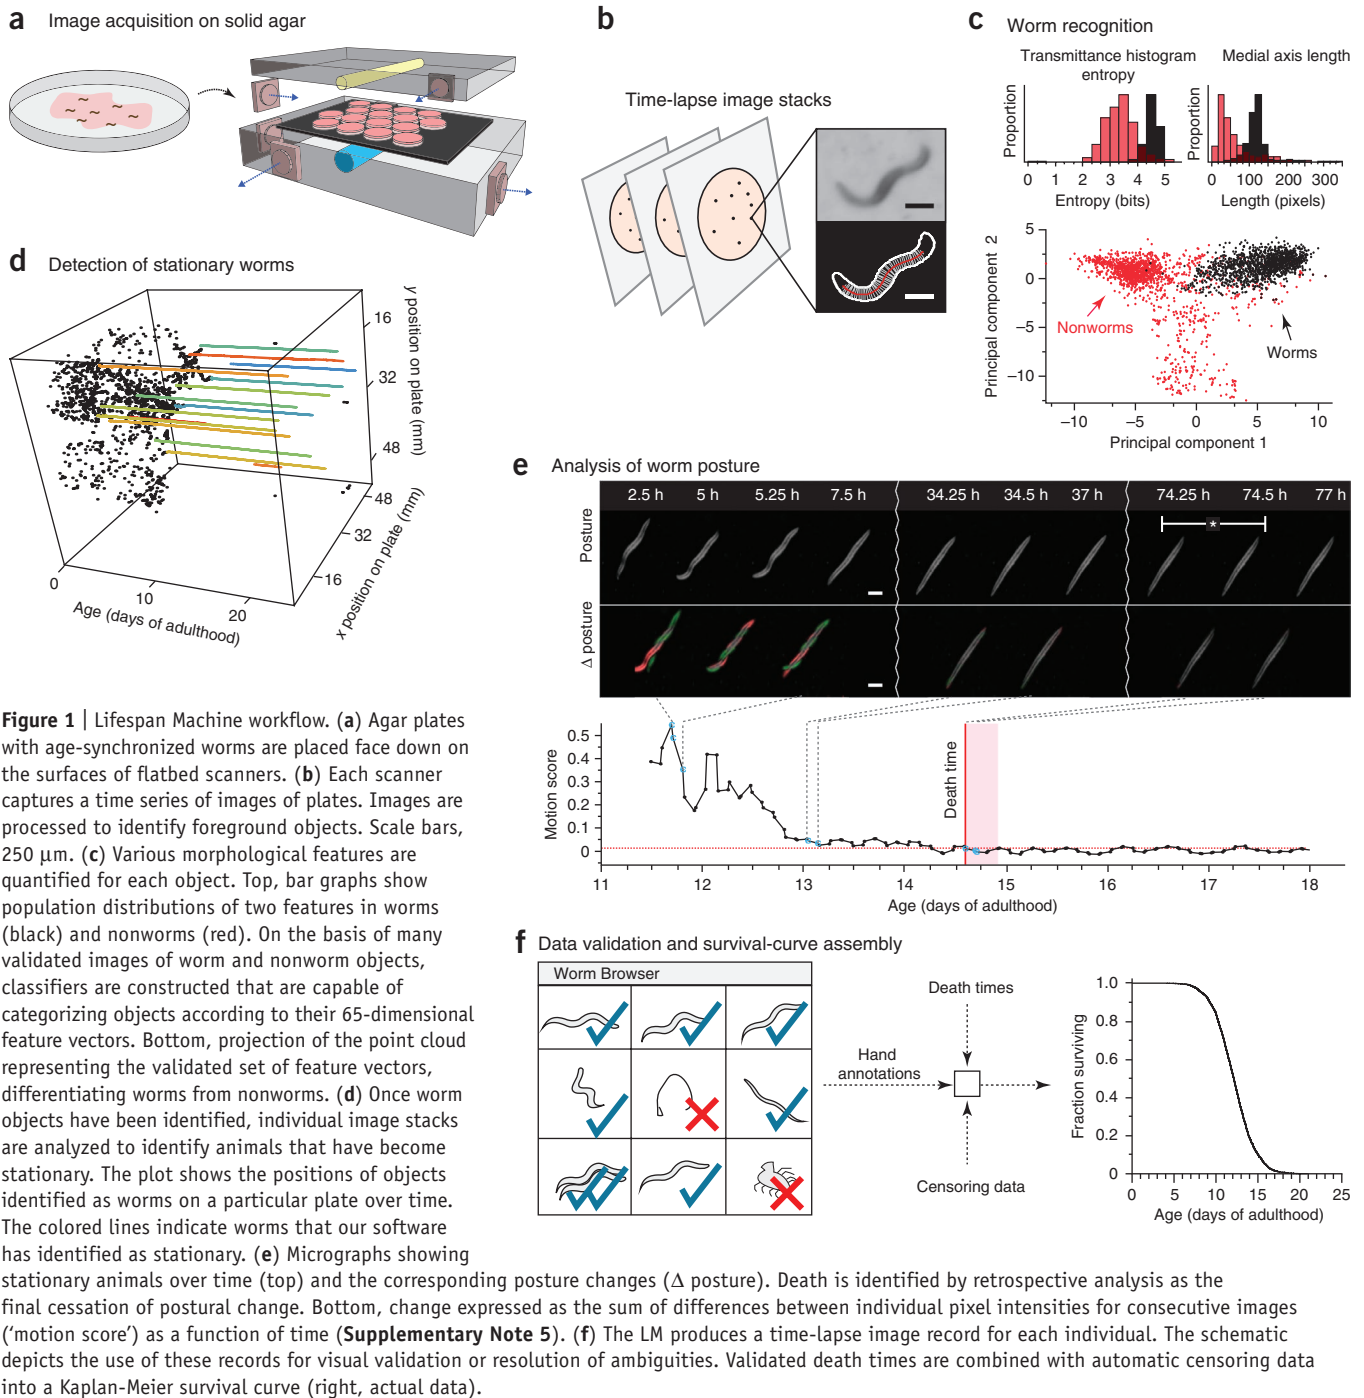 a Image acquisition on solid agar
b
Time-lapse image stacks
c Worm recognition
Transmittance histogram
entropy
Proportion
0 1 2 3 4 5
Entropy (bits)
Medial axis length
Proportion
0 100 200 300
Length (pixels)
Principal component 2
5
0
−5
−10
Nonworms
Worms
−10 −5 0 5 10
Principal component 1
d Detection of stationary worms
16
32
48
y position on plate (mm)
48
32
16
x position on plate (mm)
0
10
20
Age (days of adulthood)
e Analysis of worm posture
2.5 h 5 h 5.25 h 7.5 h 34.25 h 34.5 h 37 h 74.25 h 74.5 h 77 h
Posture
*
Δ posture
Motion score
0.5
0.4
0.3
0.2
0.1
0
Death time
11 12 13 14 15 16 17 18
Age (days of adulthood)
f Data validation and survival-curve assembly
Worm Browser
Hand
annotations
Death times
Censoring data
Fraction surviving
1.0
0.8
0.6
0.4
0.2
0
0 5 10 15 20 25
Age (days of adulthood)
Figure 1 | Lifespan Machine workflow. (a) Agar plates
with age-synchronized worms are placed face down on
the surfaces of flatbed scanners. (b) Each scanner
captures a time series of images of plates. Images are
processed to identify foreground objects. Scale bars,
250 μm. (c) Various morphological features are
quantified for each object. Top, bar graphs show
population distributions of two features in worms
(black) and nonworms (red). On the basis of many
validated images of worm and nonworm objects,
classifiers are constructed that are capable of
categorizing objects according to their 65-dimensional
feature vectors. Bottom, projection of the point cloud
representing the validated set of feature vectors,
differentiating worms from nonworms. (d) Once worm
objects have been identified, individual image stacks
are analyzed to identify animals that have become
stationary. The plot shows the positions of objects
identified as worms on a particular plate over time.
The colored lines indicate worms that our software
has identified as stationary. (e) Micrographs showing
stationary animals over time (top) and the corresponding posture changes (Δ posture). Death is identified by retrospective analysis as the
final cessation of postural change. Bottom, change expressed as the sum of differences between individual pixel intensities for consecutive images
(‘motion score’) as a function of time (Supplementary Note 5). (f) The LM produces a time-lapse image record for each individual. The schematic
depicts the use of these records for visual validation or resolution of ambiguities. Validated death times are combined with automatic censoring data
into a Kaplan-Meier survival curve (right, actual data).